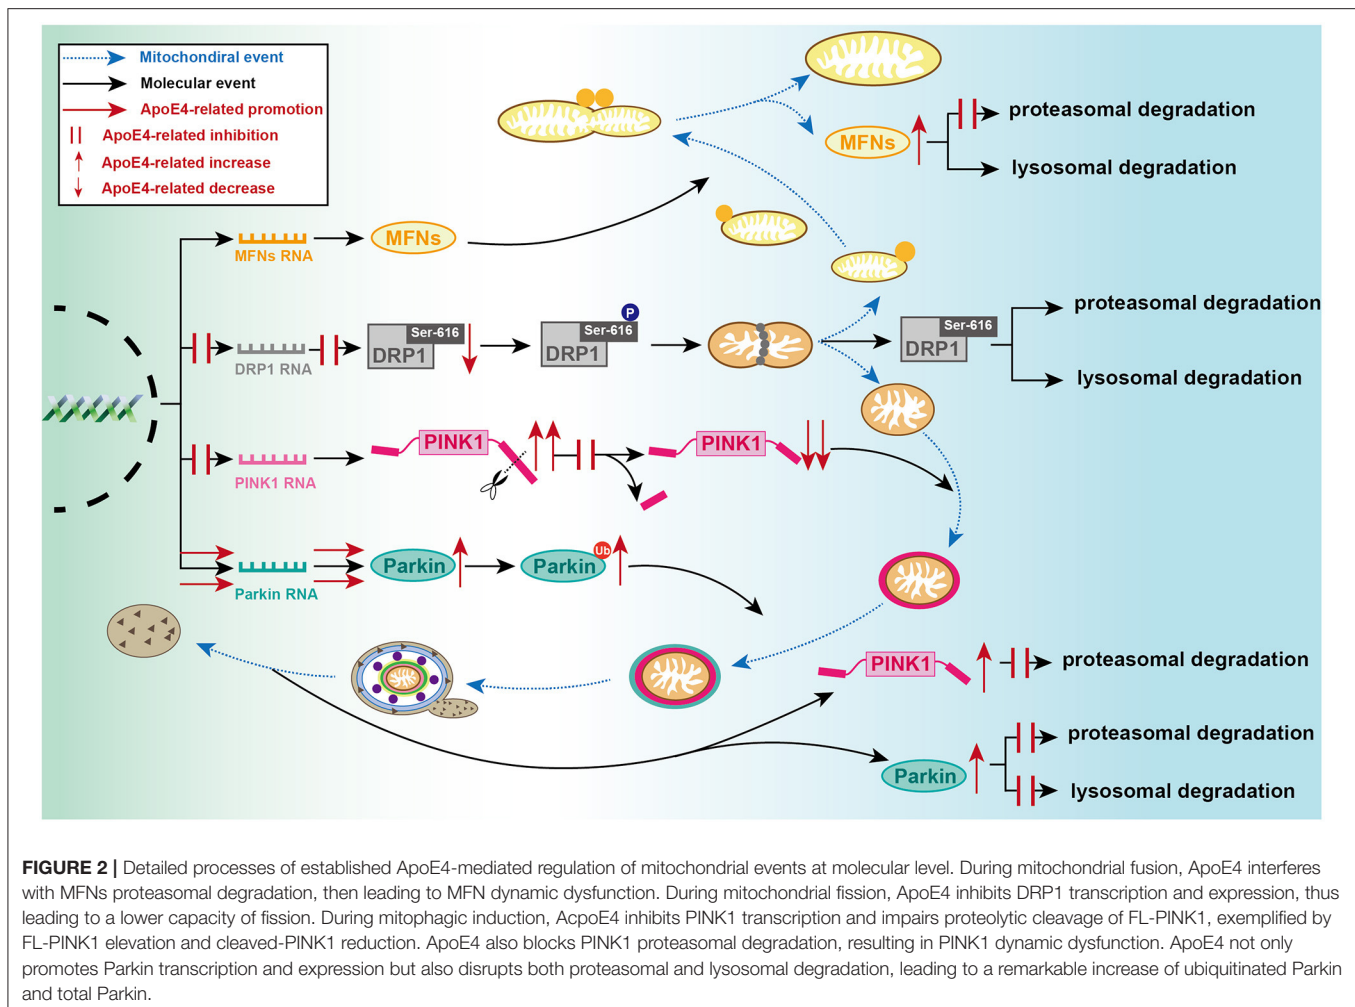 Mitochondiral event
Molecular event
ApoE4-related promotion
ApoE4-related inhibition
ApoE4-related increase
ApoE4-related decrease
MFNs
proteasomal degradation
lysosomal degradation
MFNs RNA
MFNs
DRP1 RNA
Ser-616
DRP1
P
Ser-616
DRP1
Ser-616
DRP1
proteasomal degradation
lysosomal degradation
PINK1 RNA
PINK1
PINK1
Parkin RNA
Parkin
Parkin
Ub
PINK1
proteasomal degradation
Parkin
proteasomal degradation
lysosomal degradation
FIGURE 2 | Detailed processes of established ApoE4-mediated regulation of mitochondrial events at molecular level. During mitochondrial fusion, ApoE4 interferes
with MFNs proteasomal degradation, then leading to MFN dynamic dysfunction. During mitochondrial fission, ApoE4 inhibits DRP1 transcription and expression, thus
leading to a lower capacity of fission. During mitophagic induction, AcpoE4 inhibits PINK1 transcription and impairs proteolytic cleavage of FL-PINK1, exemplified by
FL-PINK1 elevation and cleaved-PINK1 reduction. ApoE4 also blocks PINK1 proteasomal degradation, resulting in PINK1 dynamic dysfunction. ApoE4 not only
promotes Parkin transcription and expression but also disrupts both proteasomal and lysosomal degradation, leading to a remarkable increase of ubiquitinated Parkin
and total Parkin.